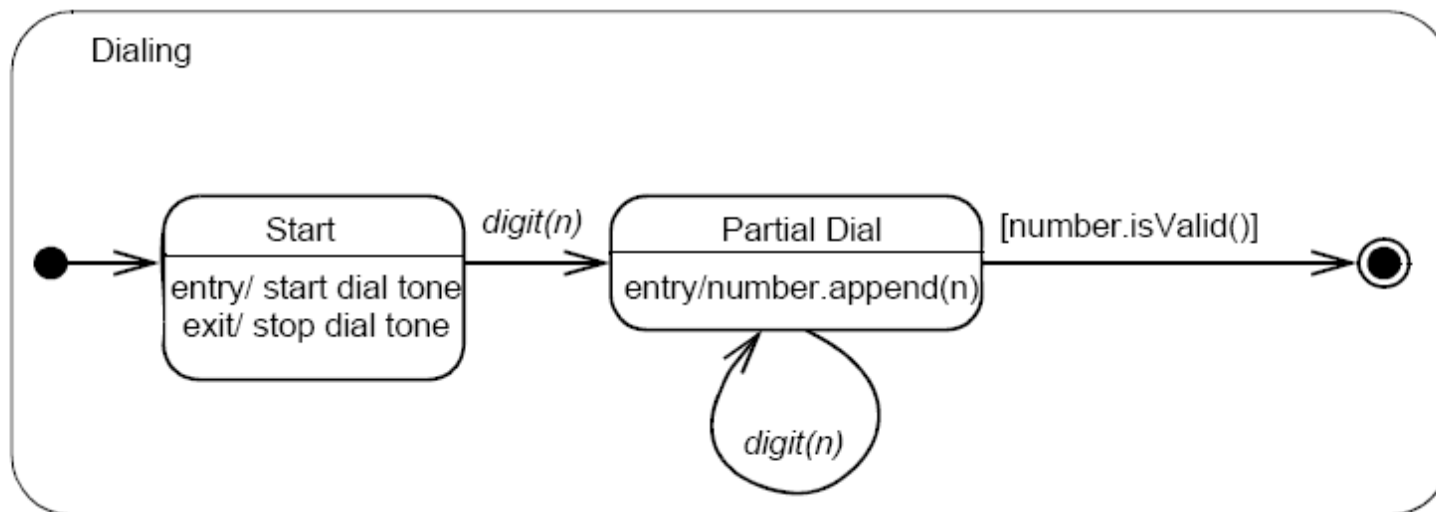 Dialing
Start
entry/ start dial tone
exit/ stop dial tone
digit(n)
Partial Dial
entry/number.append(n)
digit(n)
[number.isValid()]